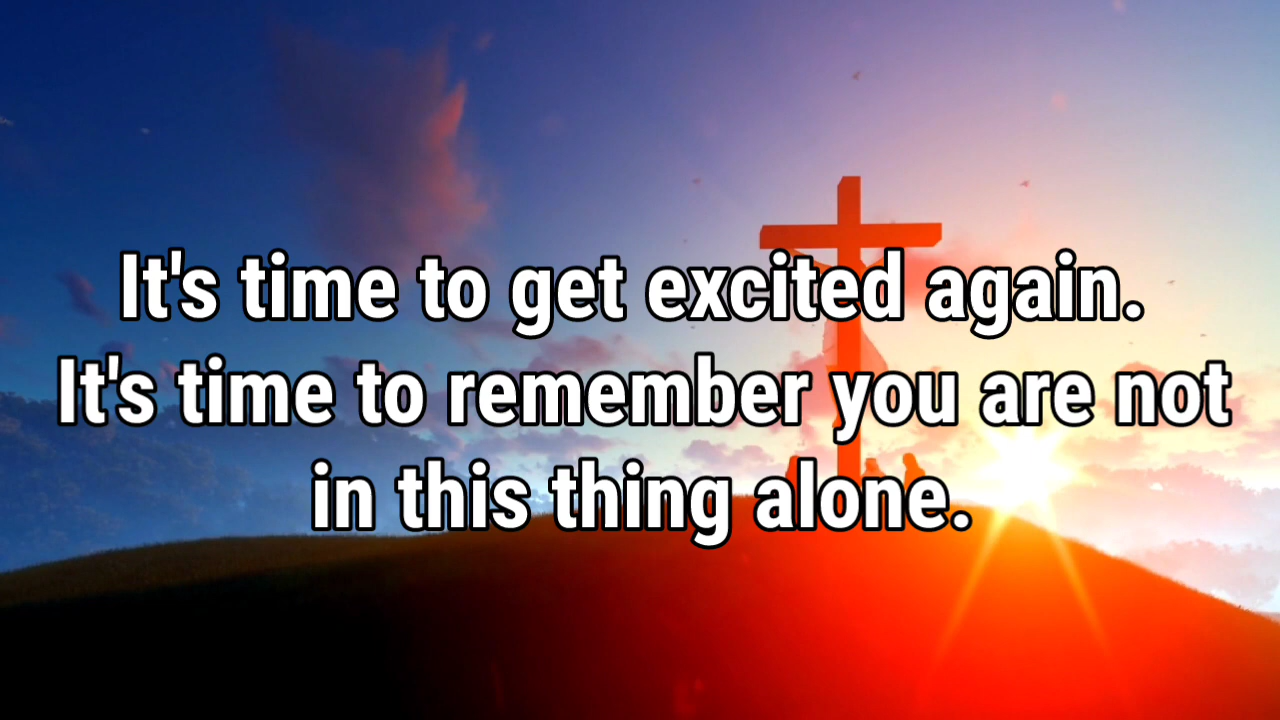 It's time to get excited again.
It's time to remember you are not
in this thing alone.